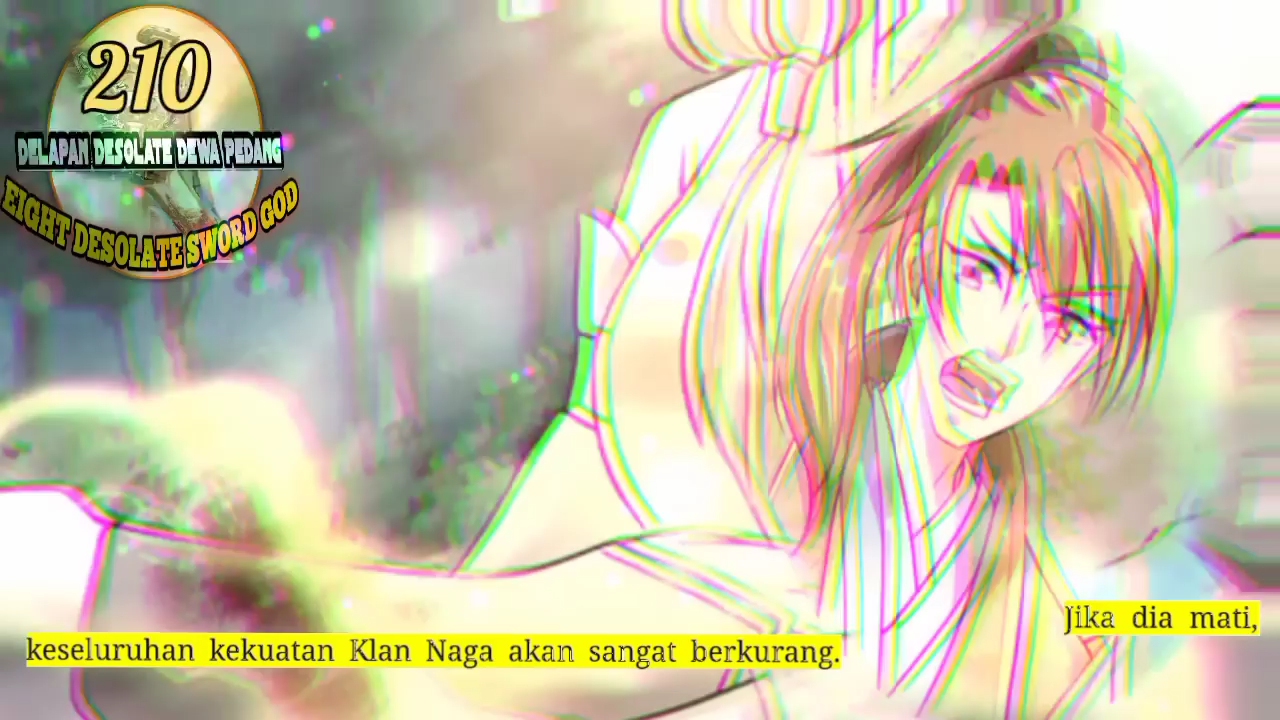 210
DELAPAN DESOLATE DEWA PEDANG
EIGHT DESOLATE SWORD GOD
Jika dia mati,
keseluruhan kekuatan Klan Naga akan sangat berkurang.